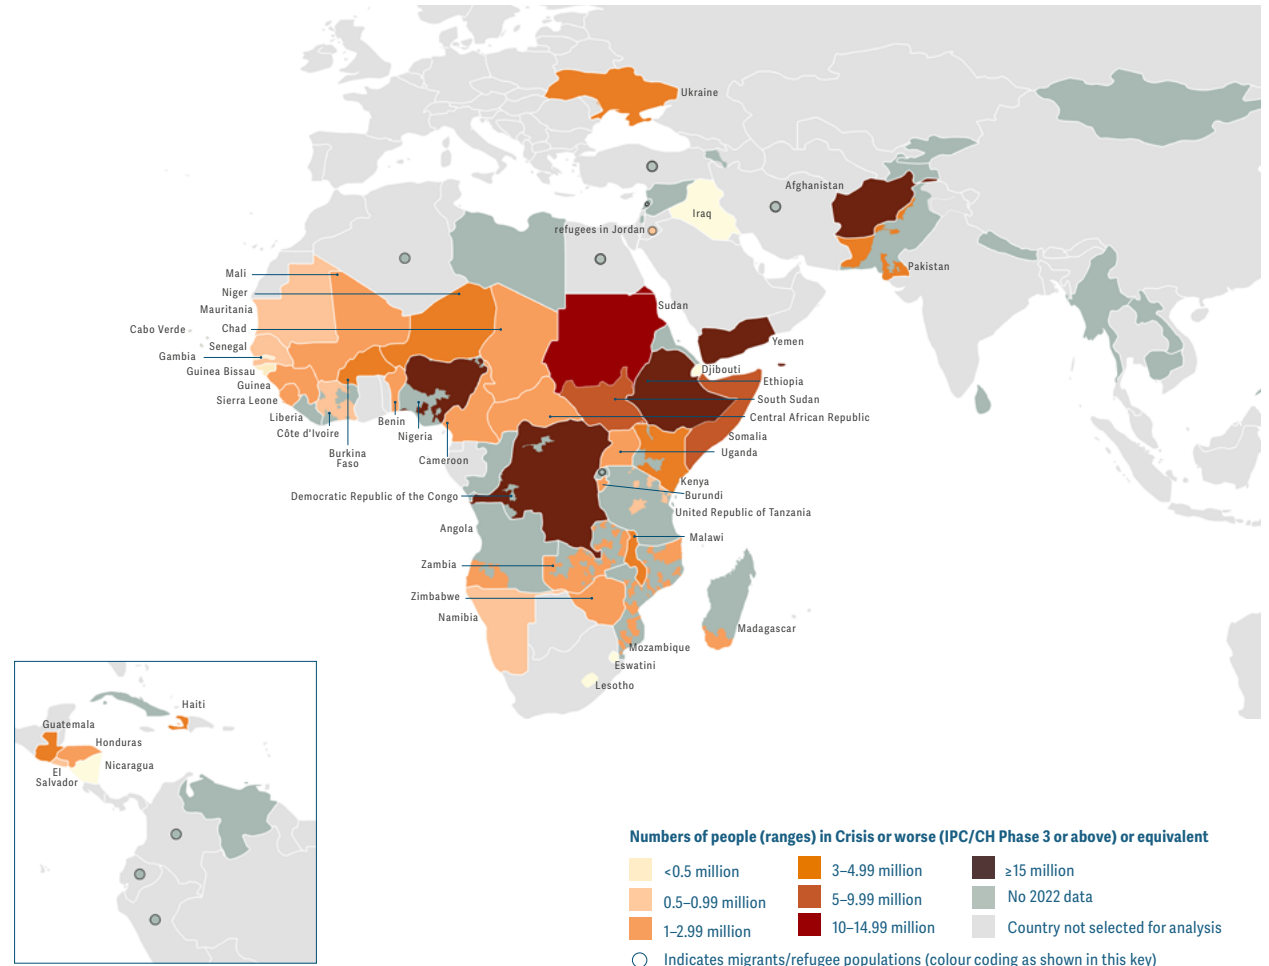 Ukraine
Afghanistan
Iraq
refugees in Jordan
Pakistan
Mali
Niger
Mauritania
Cabo Verde
Chad
Senegal
Gambia
Guinea Bissau
Guinea
Sierra Leone
Liberia
Côte d'Ivoire
Burkina
Faso
Benin
Nigeria
Cameroon
Sudan
Yemen
Djibouti
Ethiopia
South Sudan
Central African Republic
Somalia
Uganda
Kenya
Burundi
Democratic Republic of the Congo
United Republic of Tanzania
Angola
Malawi
Zambia
Zimbabwe
Namibia
Madagascar
Mozambique
Eswatini
Lesotho
Haiti
Guatemala
Honduras
Nicaragua
El
Salvador
Numbers of people (ranges) in Crisis or worse (IPC/CH Phase 3 or above) or equivalent
<0.5 million
0.5–0.99 million
1–2.99 million
3–4.99 million
5–9.99 million
10–14.99 million
≥15 million
No 2022 data
Country not selected for analysis
Indicates migrants/refugee populations (colour coding as shown in this key)